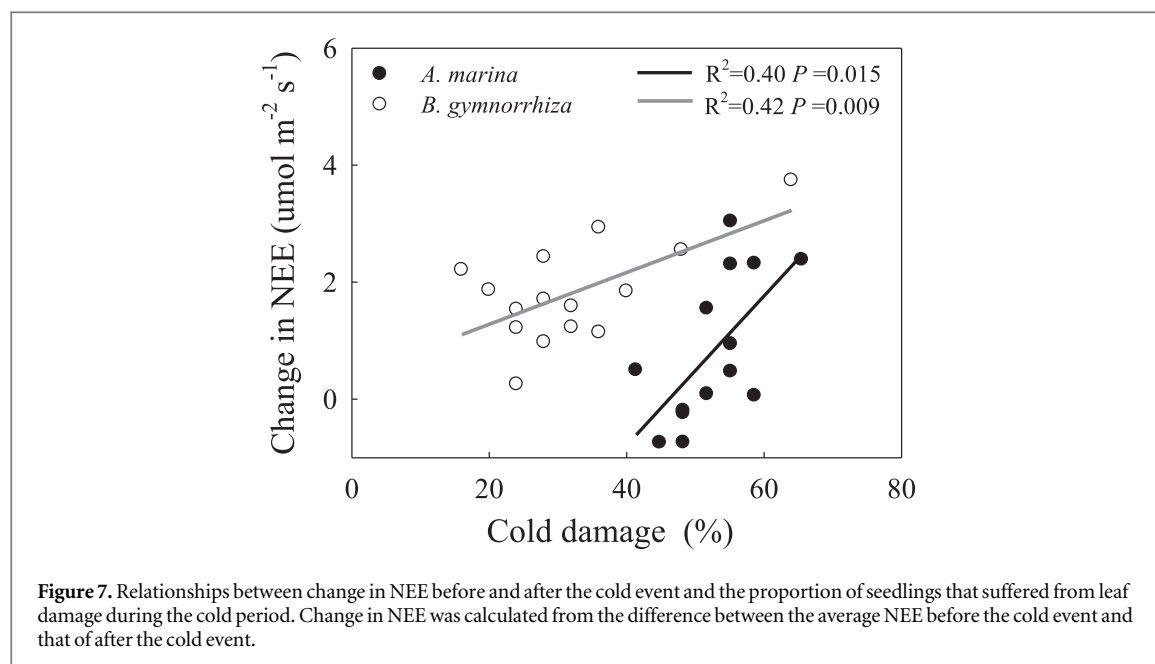 6
4
2
0
Change in NEE (umol m⁻² s⁻¹)
A. marina
B. gymnorrhiza
R²=0.40 P =0.015
R²=0.42 P =0.009
0 20 40 60 80
Cold damage (%)
Figure 7. Relationships between change in NEE before and after the cold event and the proportion of seedlings that suffered from leaf
damage during the cold period. Change in NEE was calculated from the difference between the average NEE before the cold event and
that of after the cold event.